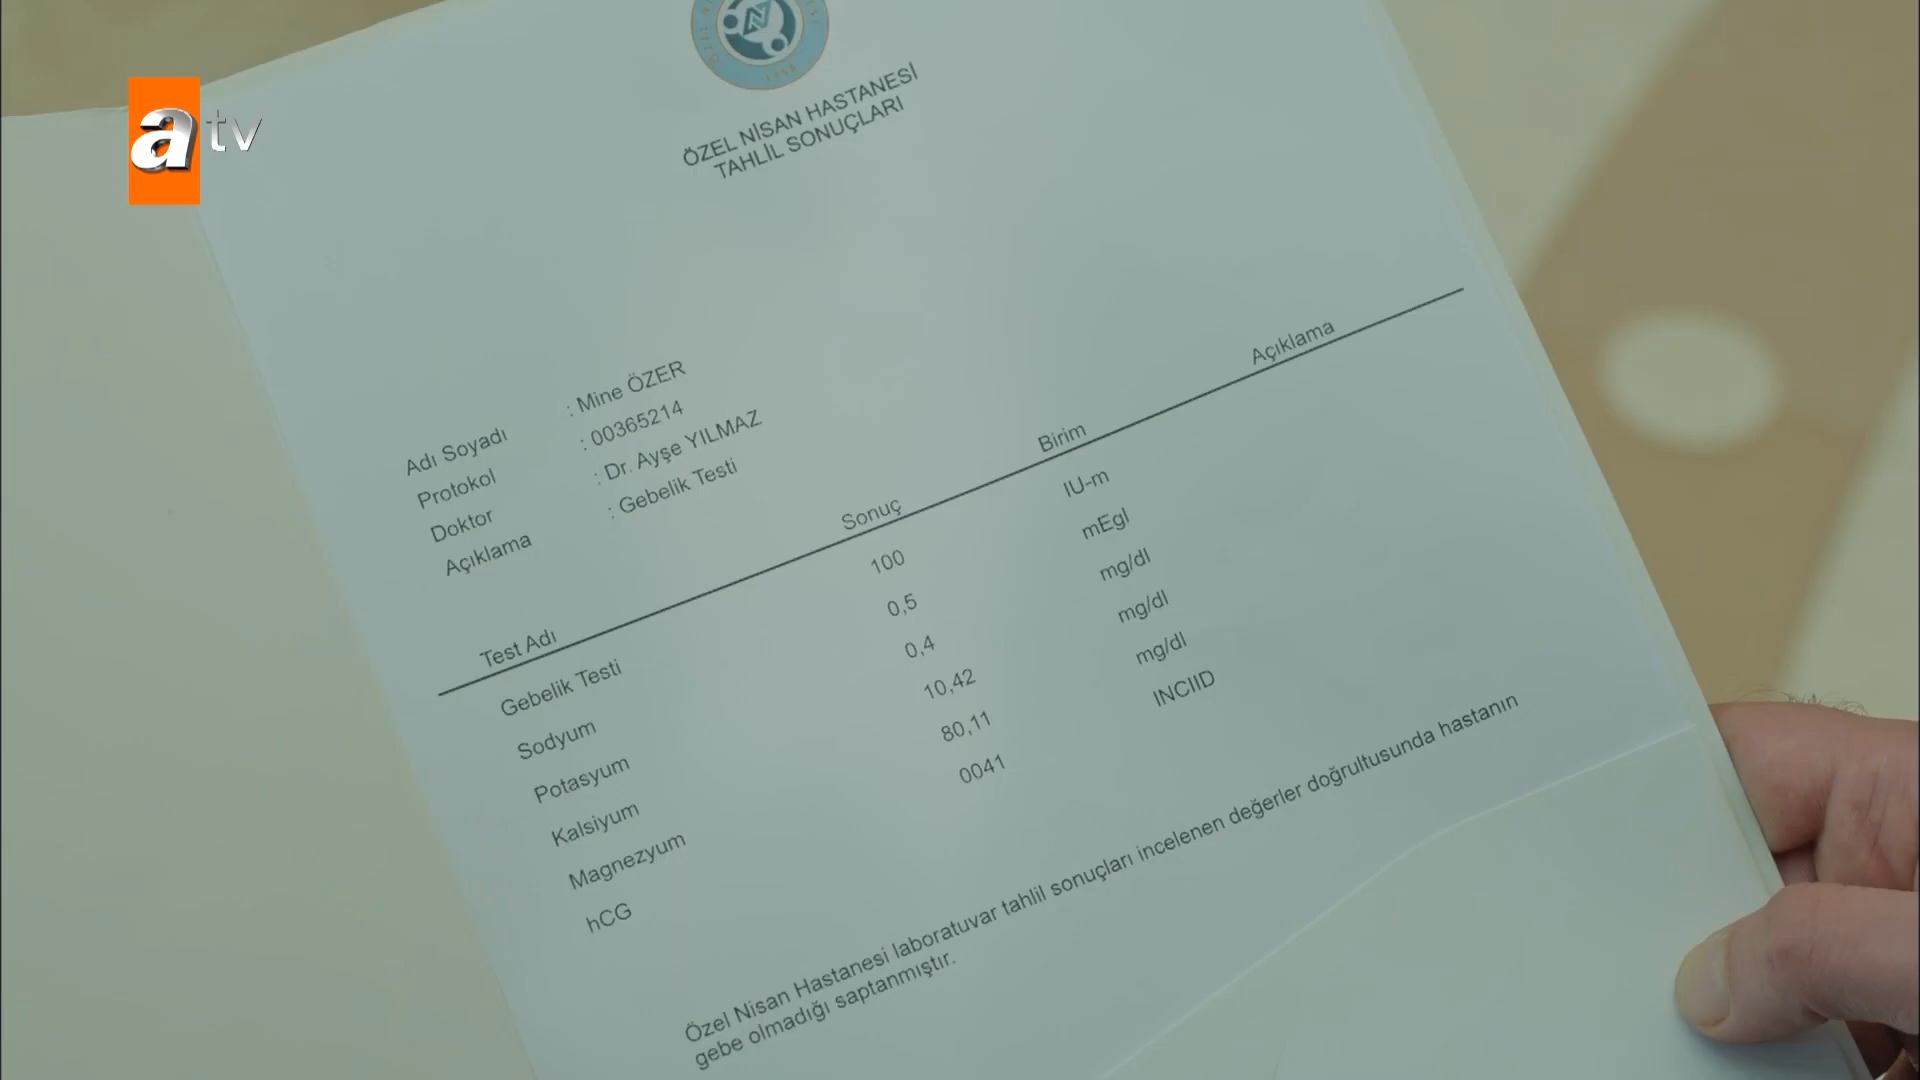 atv
ÖZEL NİSAN HASTANESİ
TAHLİL SONUÇLARI
Adı Soyadı : Mine ÖZER
Protokol : 00365214
Doktor : Dr. Ayşe YILMAZ
Açıklama : Gebelik Testi
Test Adı Sonuç Birim Açıklama
Gebelik Testi 100 IU-m
Sodyum 0,5 mEgl
Potasyum 0,4 mg/dl
Kalsiyum 10,42 mg/dl
Magnezyum 80,11 mg/dl
hCG 0041 INCIID
Özel Nisan Hastanesi laboratuvar tahlil sonuçları incelenen değerler doğrultusunda hastanın
gebe olmadığı saptanmıştır.